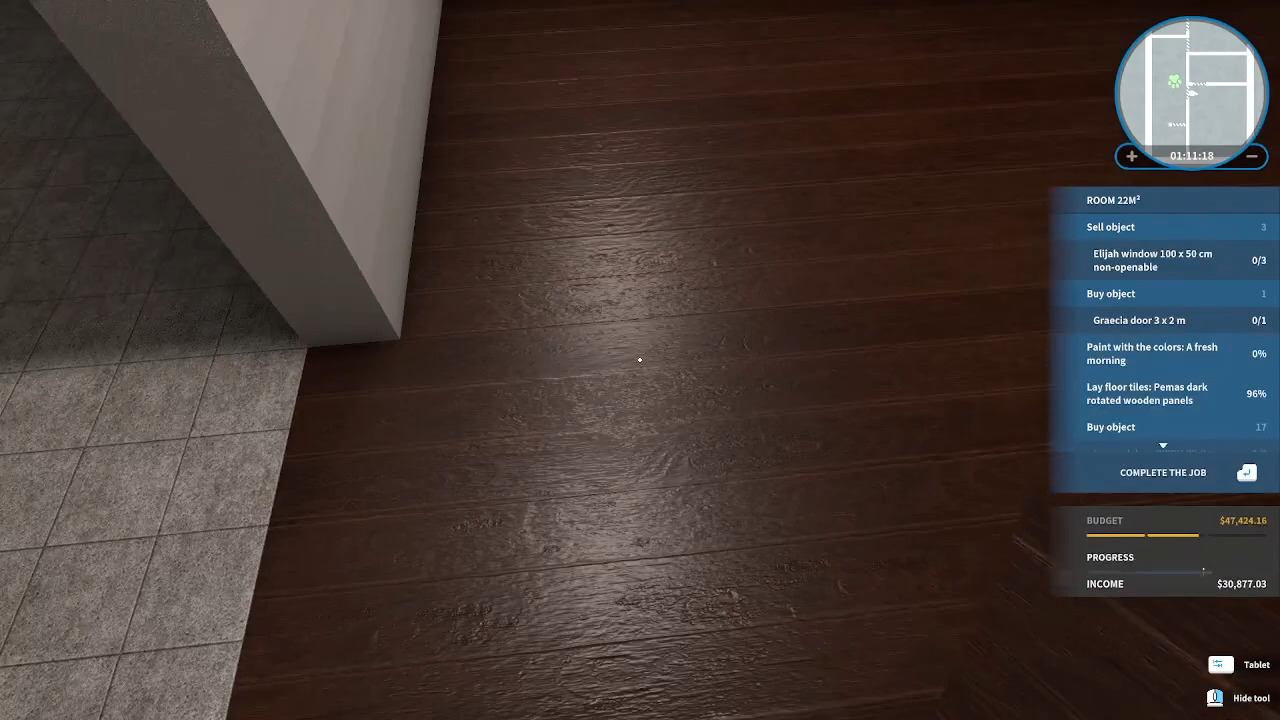 01:11:18
ROOM 22M²
Sell object 3
Elijah window 100 x 50 cm
non-openable 0/3
Buy object 1
Graecia door 3 x 2 m 0/1
Paint with the colors: A fresh
morning 0%
Lay floor tiles: Pemas dark
rotated wooden panels 96%
Buy object 17
COMPLETE THE JOB
BUDGET $47,424.16
PROGRESS
INCOME $30,877.03
Tablet
Hide tool